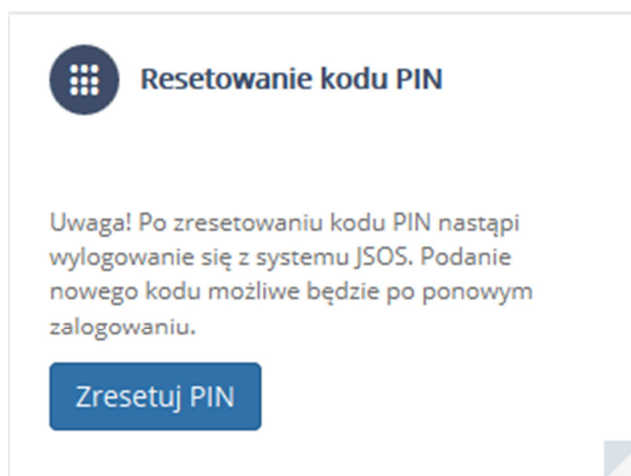 Resetowanie kodu PIN
Uwaga! Po zresetowaniu kodu PIN nastąpi
wylogowanie się z systemu JSOS. Podanie
nowego kodu możliwe będzie po ponowym
zalogowaniu.
Zresetuj PIN